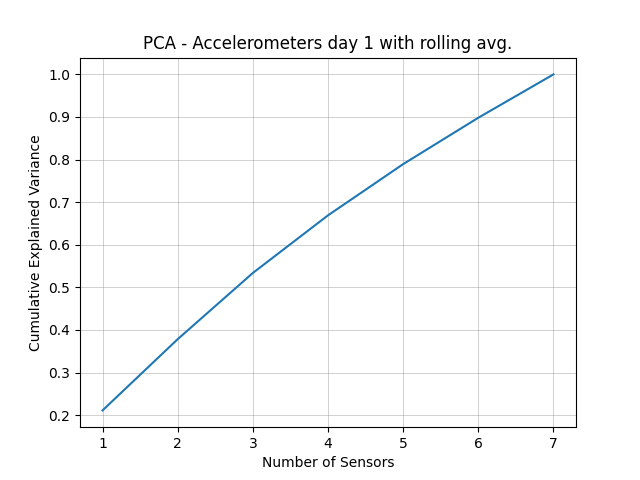 PCA - Accelerometers day 1 with rolling avg.
1.0
0.9
0.8
0.7
0.6
0.5
0.4
0.3
0.2
Cumulative Explained Variance
1 2 3 4 5 6 7
Number of Sensors